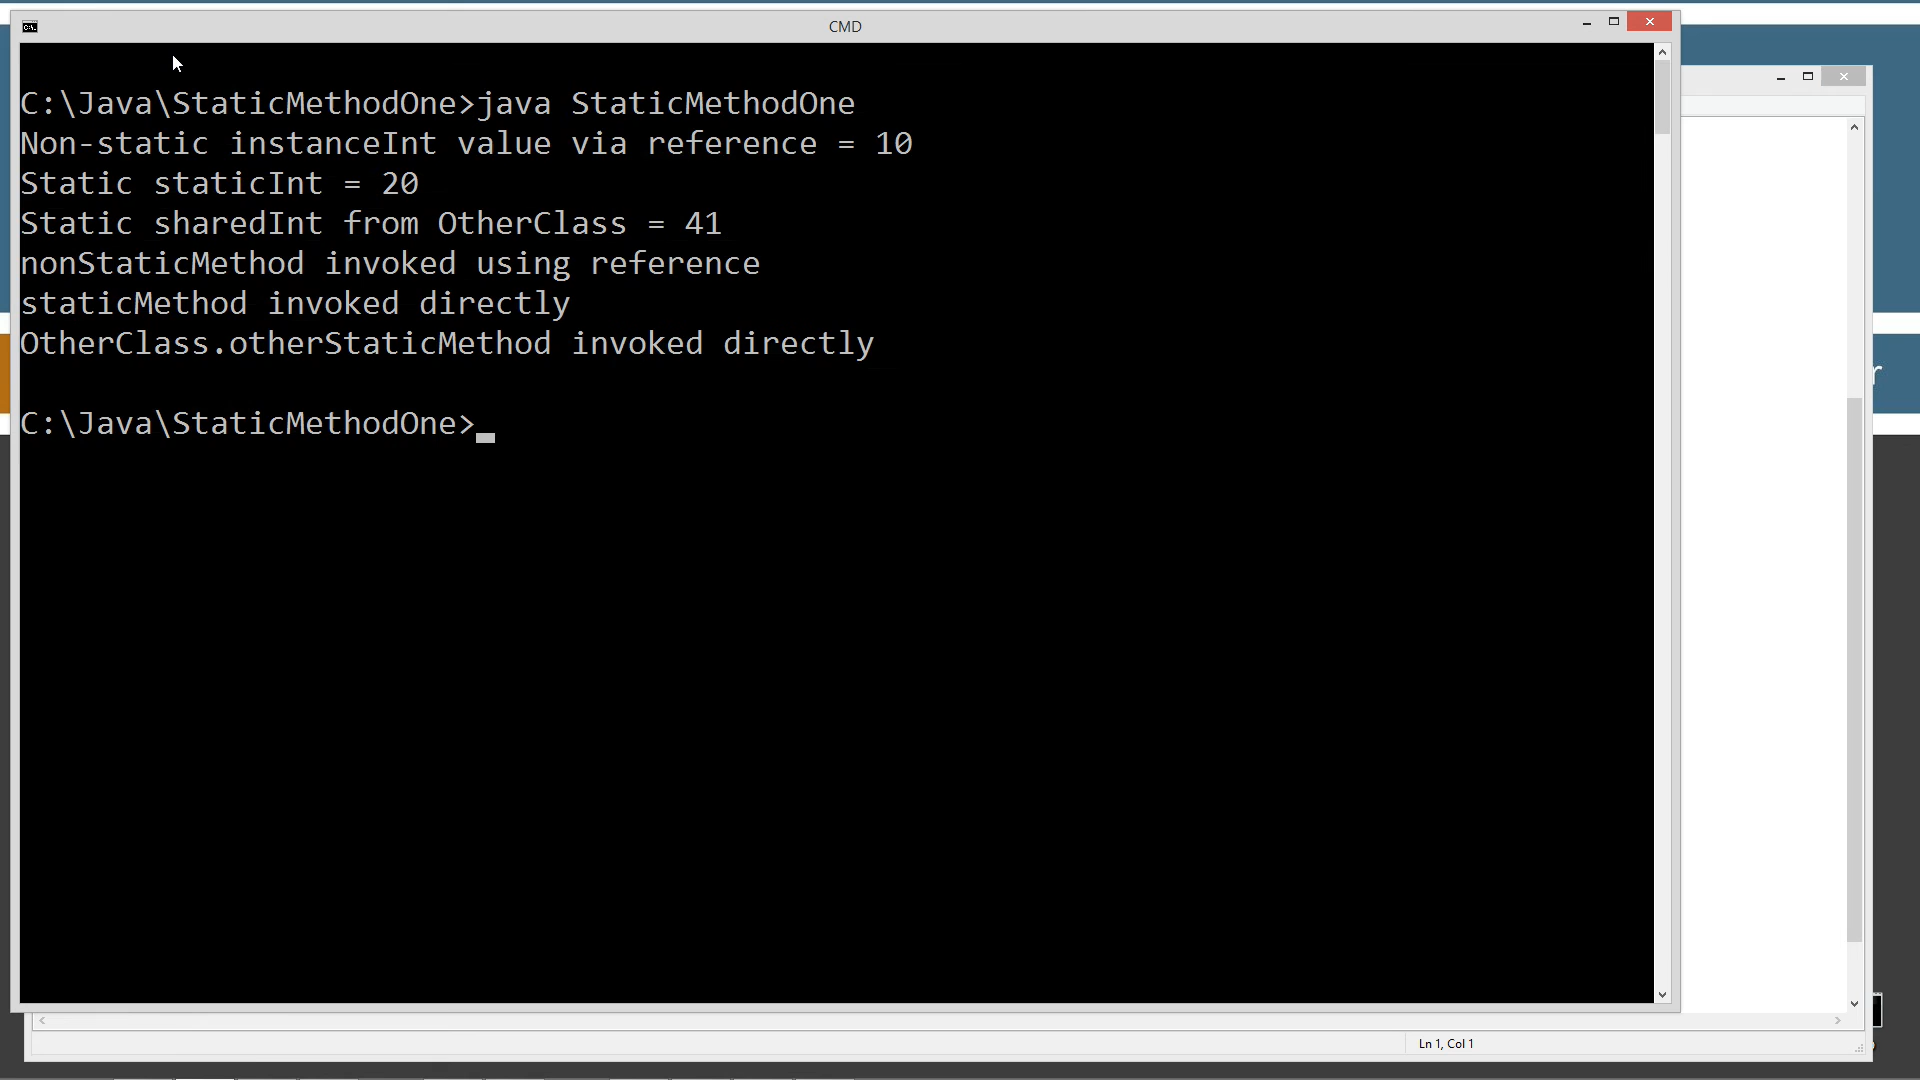 CMD
C:\Java\StaticMethodOne>java StaticMethodOne
Non-static instanceInt value via reference = 10
Static staticInt = 20
Static sharedInt from OtherClass = 41
nonStaticMethod invoked using reference
staticMethod invoked directly
OtherClass.otherStaticMethod invoked directly
C:\Java\StaticMethodOne>
r
Ln 1, Col 1